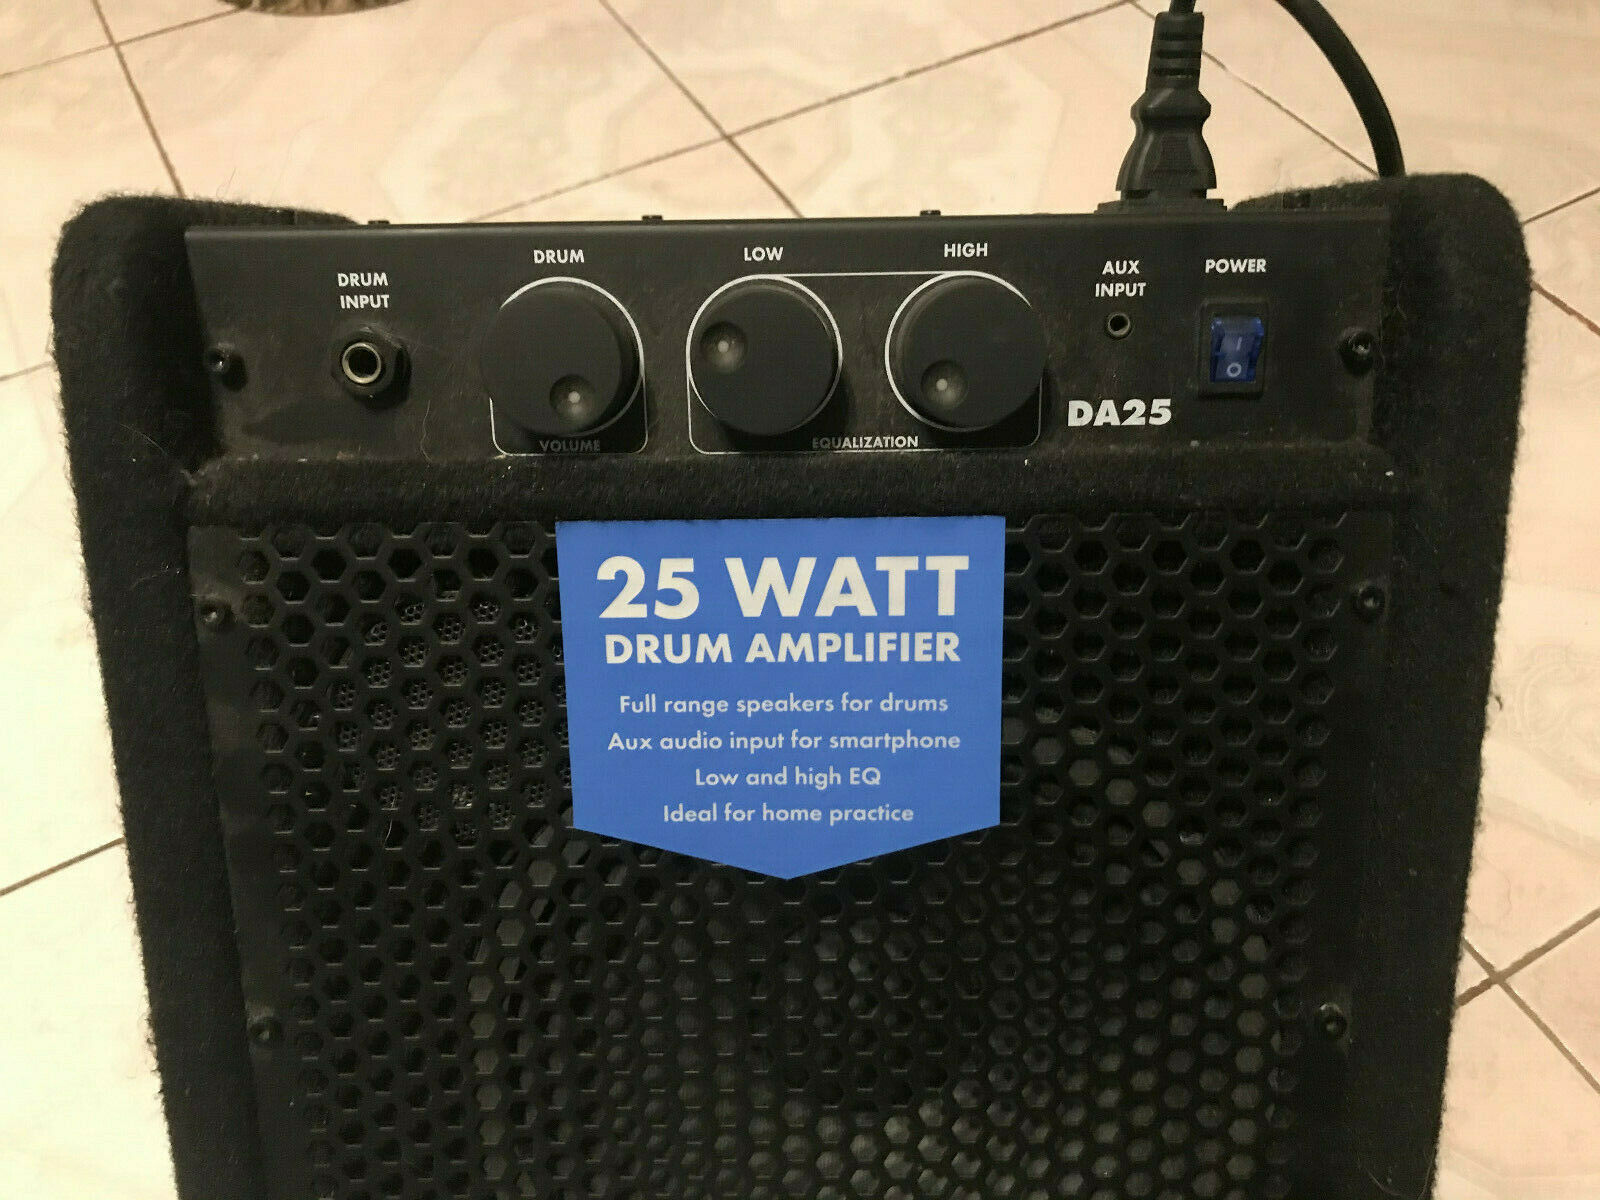 DRUM
INPUT
DRUM
VOLUME
LOW
HIGH
EQUALIZATION
AUX
INPUT
POWER
I
O
DA25
25 WATT
DRUM AMPLIFIER
Full range speakers for drums
Aux audio input for smartphone
Low and high EQ
Ideal for home practice